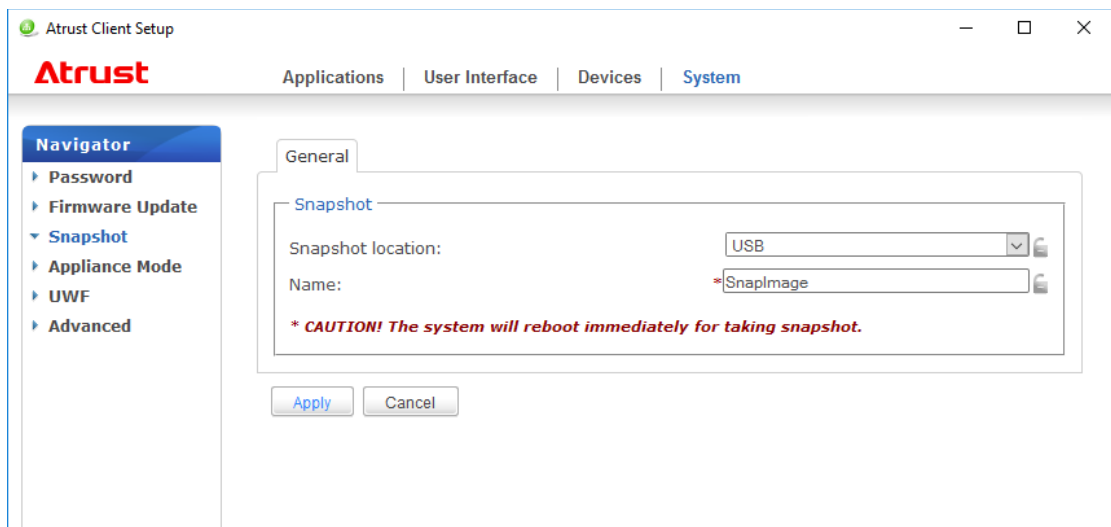 Atrust Client Setup
Atrust
Applications | User Interface | Devices | System
Navigator
Password
Firmware Update
Snapshot
Appliance Mode
UWF
Advanced
General
Snapshot
Snapshot location: USB
Name: *SnapImage
* CAUTION! The system will reboot immediately for taking snapshot.
Apply Cancel